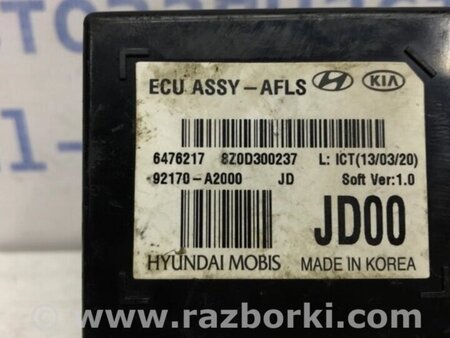 ECU ASSY-AFLS HYUNDAI KIA
6476217 8Z0D300237 L: ICT(13/03/20)
92170-A2000 JD Soft Ver:1.0
JD00
HYUNDAI MOBIS MADE IN KOREA
www.razborki.com